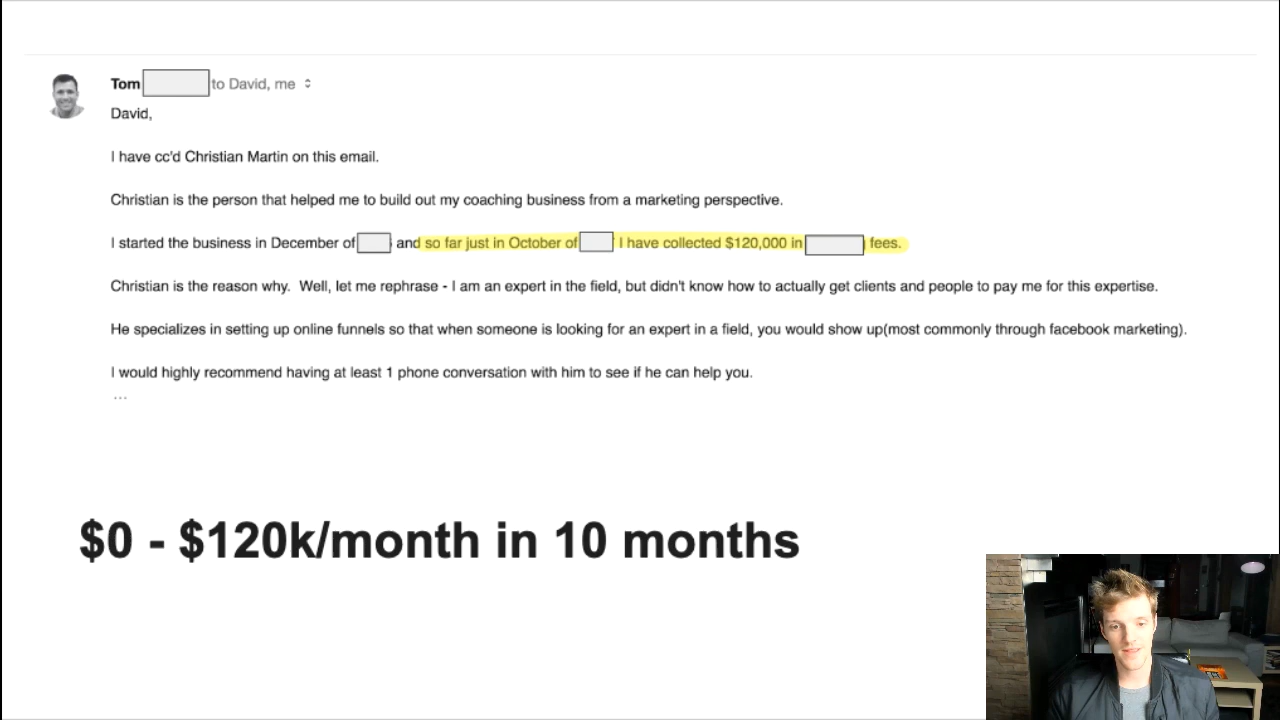 Tom to David, me
David,
I have cc'd Christian Martin on this email.
Christian is the person that helped me to build out my coaching business from a marketing perspective.
I started the business in December of and so far just in October of I have collected $120,000 in fees.
Christian is the reason why. Well, let me rephrase - I am an expert in the field, but didn't know how to actually get clients and people to pay me for this expertise.
He specializes in setting up online funnels so that when someone is looking for an expert in a field, you would show up(most commonly through facebook marketing).
I would highly recommend having at least 1 phone conversation with him to see if he can help you.
...
$0 - $120k/month in 10 months